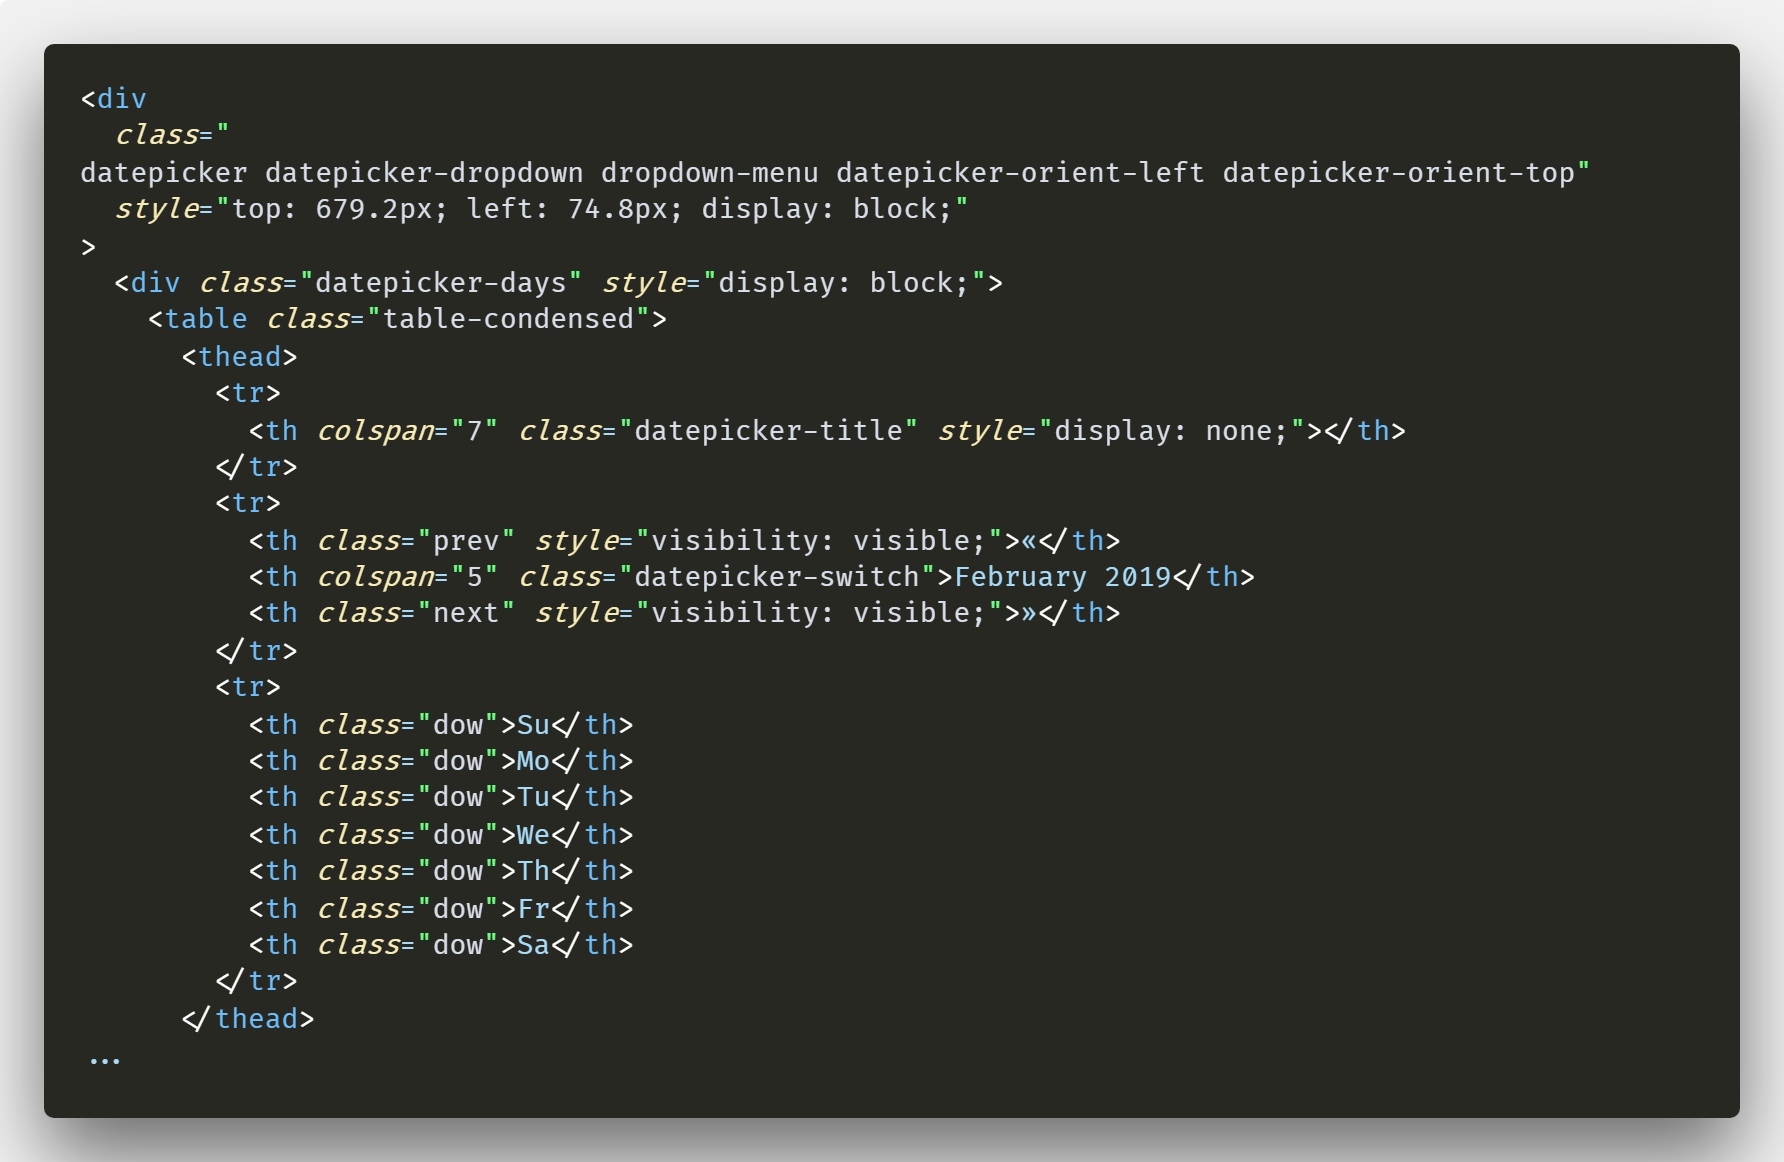 <div
  class="
datepicker datepicker-dropdown dropdown-menu datepicker-orient-left datepicker-orient-top"
  style="top: 679.2px; left: 74.8px; display: block;"
>
  <div class="datepicker-days" style="display: block;">
    <table class="table-condensed">
      <thead>
        <tr>
          <th colspan="7" class="datepicker-title" style="display: none;"></th>
        </tr>
        <tr>
          <th class="prev" style="visibility: visible;">«</th>
          <th colspan="5" class="datepicker-switch">February 2019</th>
          <th class="next" style="visibility: visible;">»</th>
        </tr>
        <tr>
          <th class="dow">Su</th>
          <th class="dow">Mo</th>
          <th class="dow">Tu</th>
          <th class="dow">We</th>
          <th class="dow">Th</th>
          <th class="dow">Fr</th>
          <th class="dow">Sa</th>
        </tr>
      </thead>
...